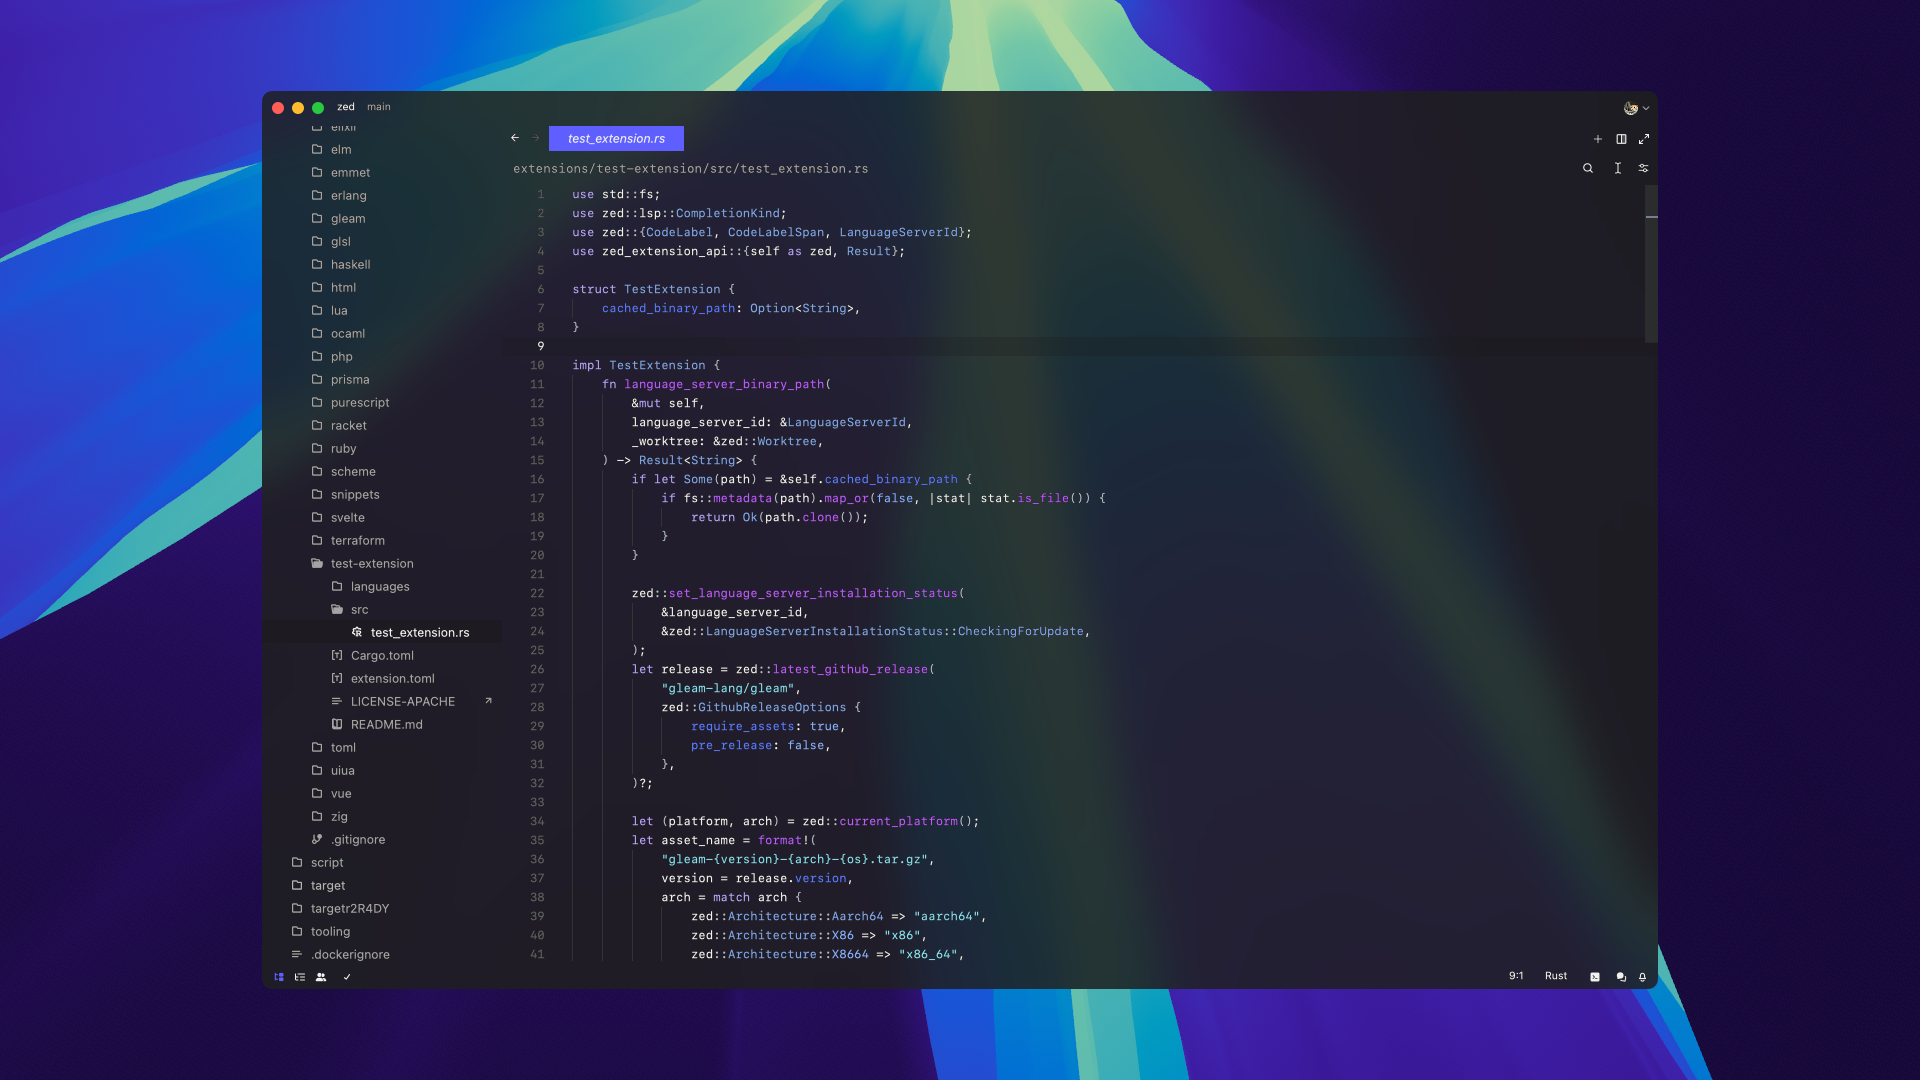 zed main
elixir
elm
emmet
erlang
gleam
glsl
haskell
html
lua
ocaml
php
prisma
purescript
racket
ruby
scheme
snippets
svelte
terraform
test-extension
languages
src
test_extension.rs
Cargo.toml
extension.toml
LICENSE-APACHE
README.md
toml
uiua
vue
zig
.gitignore
script
target
targetr2R4DY
tooling
.dockerignore
test_extension.rs
extensions/test-extension/src/test_extension.rs
1 use std::fs;
2 use zed::lsp::CompletionKind;
3 use zed::{CodeLabel, CodeLabelSpan, LanguageServerId};
4 use zed_extension_api::{self as zed, Result};
5
6 struct TestExtension {
7     cached_binary_path: Option<String>,
8 }
9
10 impl TestExtension {
11     fn language_server_binary_path(
12         &mut self,
13         language_server_id: &LanguageServerId,
14         _worktree: &zed::Worktree,
15     ) -> Result<String> {
16         if let Some(path) = &self.cached_binary_path {
17             if fs::metadata(path).map_or(false, |stat| stat.is_file()) {
18                 return Ok(path.clone());
19             }
20         }
21
22         zed::set_language_server_installation_status(
23             &language_server_id,
24             &zed::LanguageServerInstallationStatus::CheckingForUpdate,
25         );
26         let release = zed::latest_github_release(
27             "gleam-lang/gleam",
28             zed::GithubReleaseOptions {
29                 require_assets: true,
30                 pre_release: false,
31             },
32         )?;
33
34         let (platform, arch) = zed::current_platform();
35         let asset_name = format!(
36             "gleam-{version}-{arch}-{os}.tar.gz",
37             version = release.version,
38             arch = match arch {
39                 zed::Architecture::Aarch64 => "aarch64",
40                 zed::Architecture::X86 => "x86",
41                 zed::Architecture::X8664 => "x86_64",
9:1 Rust